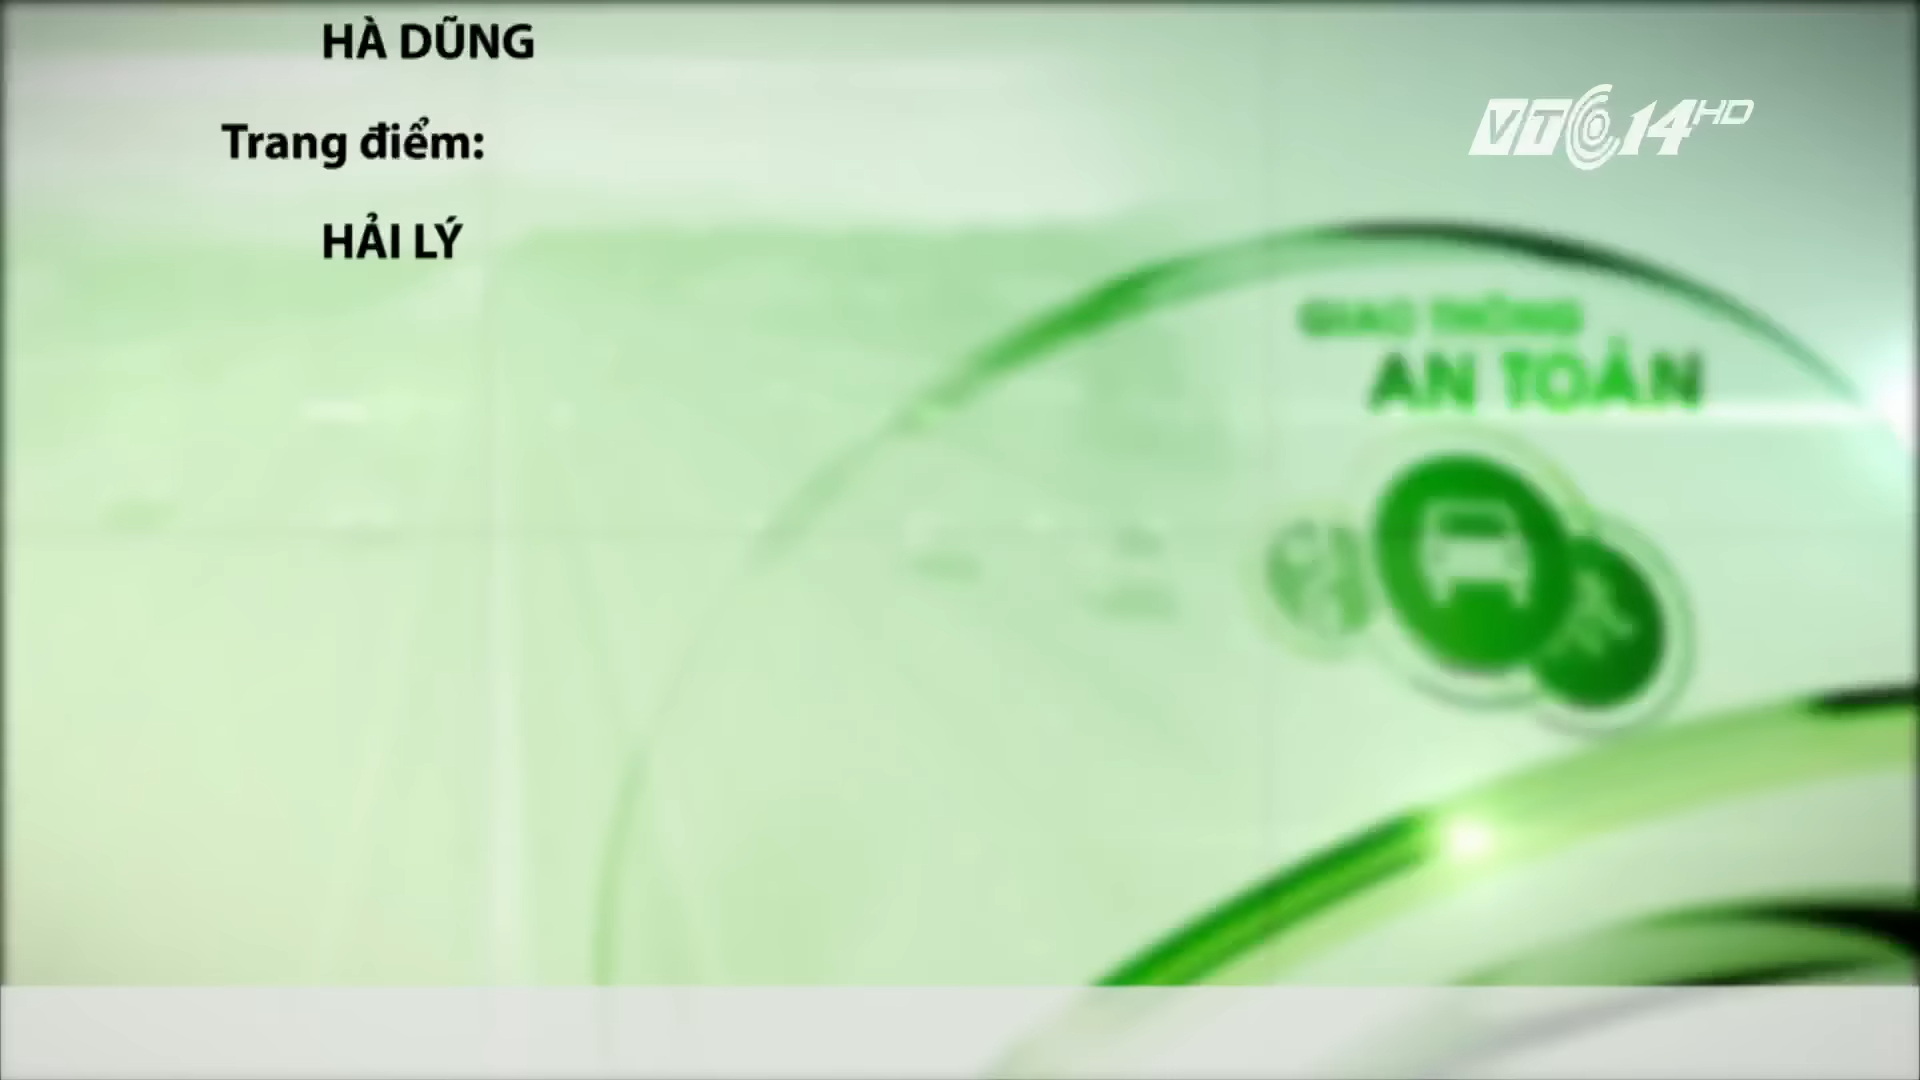 HÀ DŨNG
Trang điểm:
HẢI LÝ
VTC14 HD
GIAO THÔNG
AN TOÀN